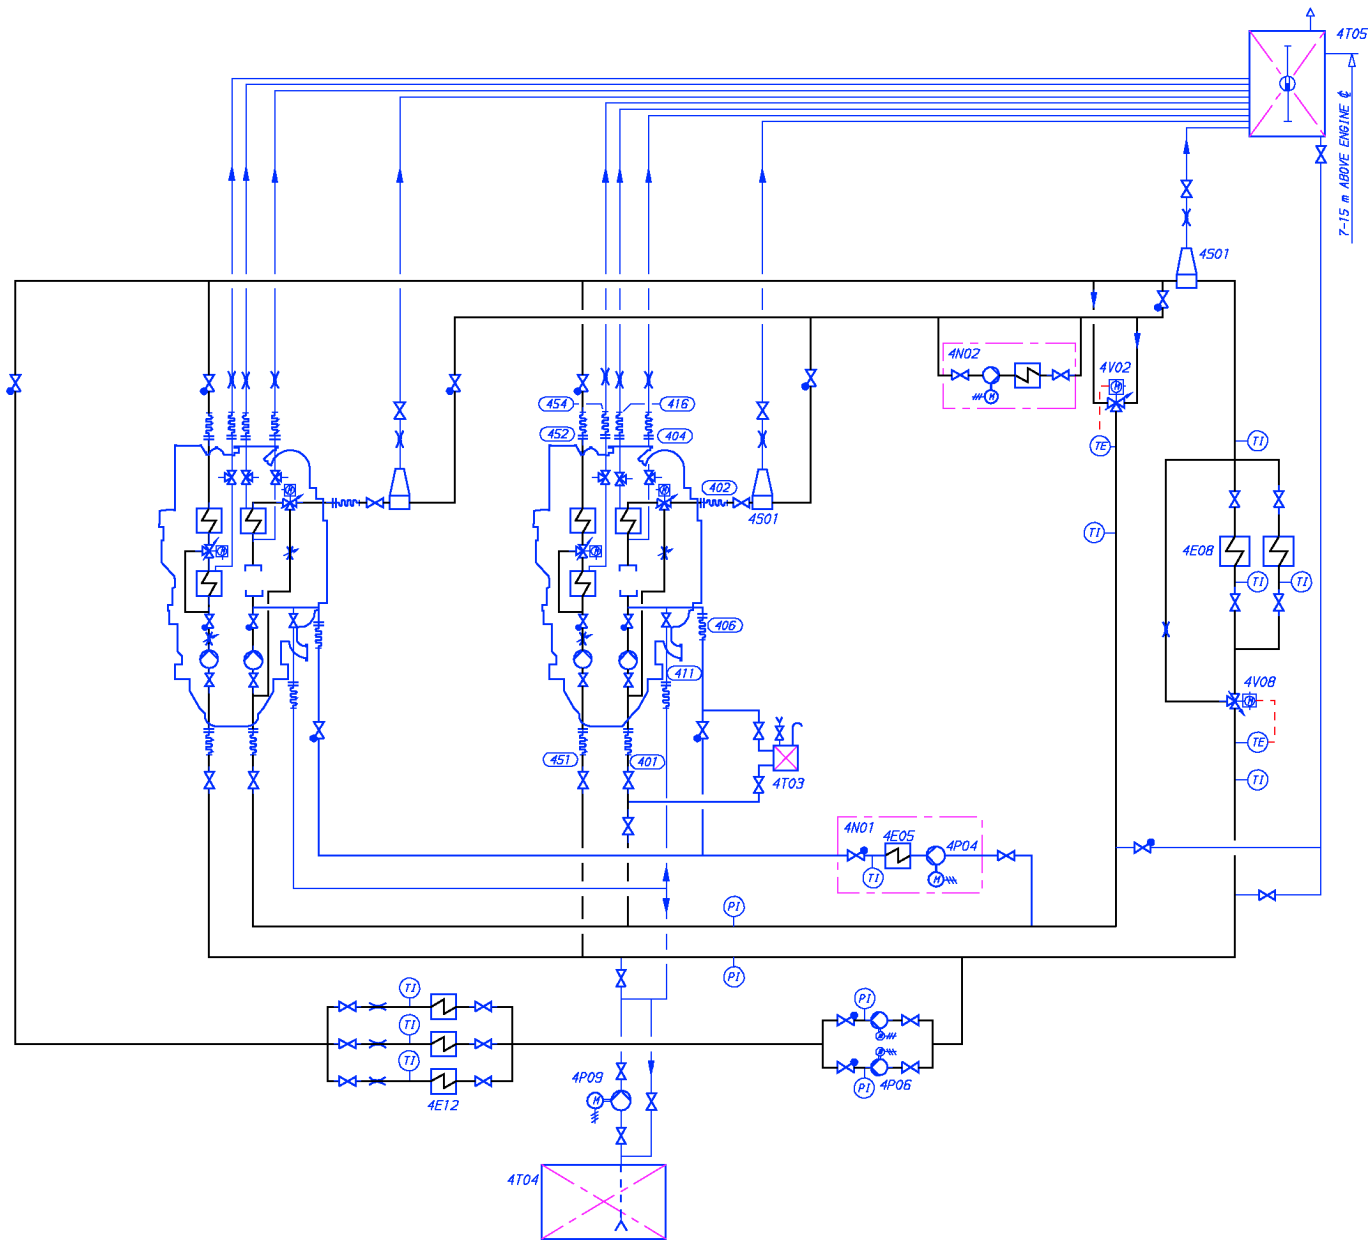 4T05
7-15 m ABOVE ENGINE ℄
4S01
4N02
M
4V02
M
TE
454
416
452
404
402
4S01
TI
TI
4E08
TI
TI
406
411
4V08
M
TE
TI
451
401
4T03
4N01
4E05
4P04
TI
M
PI
PI
TI
TI
TI
4E12
PI
PI
4P06
4P09
M
4T04